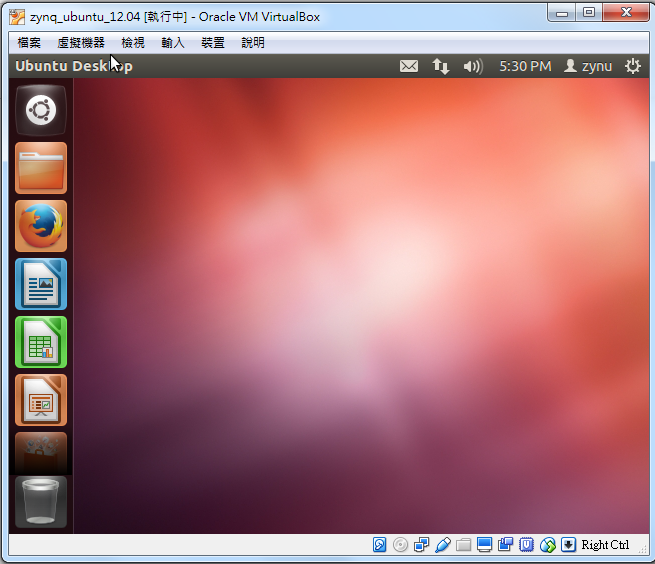 zynq_ubuntu_12.04 [執行中] - Oracle VM VirtualBox
檔案 虛擬機器 檢視 輸入 裝置 說明
Ubuntu Desktop 5:30 PM zynu
Right Ctrl